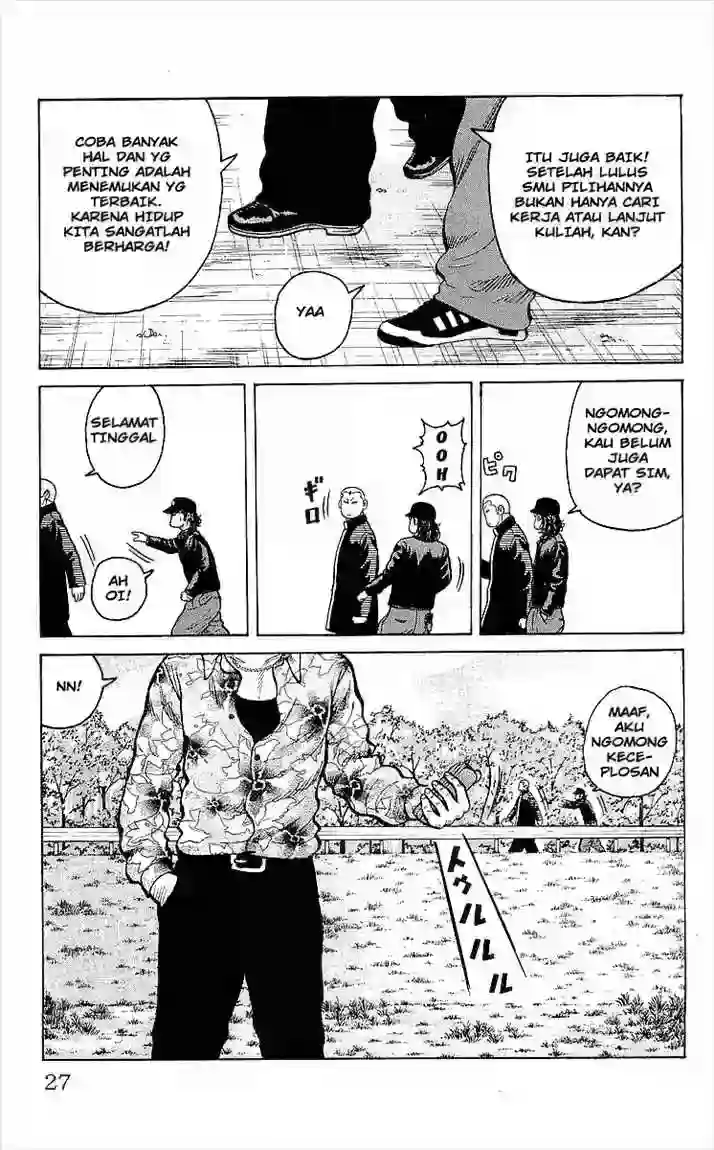 ITU JUGA BAIK!
SETELAH LULUS
SMU PILIHANNYA
BUKAN HANYA CARI
KERJA ATAU LANJUT
KULIAH, KAN?
COBA BANYAK
HAL DAN YG
PENTING ADALAH
MENEMUKAN YG
TERBAIK.
KARENA HIDUP
KITA SANGATLAH
BERHARGA!
YAA
NGOMONG-
NGOMONG,
KAU BELUM
JUGA
DAPAT SIM,
YA?
ピク
OOH
ギロ
SELAMAT
TINGGAL
AH
OI!
MAAF,
AKU
NGOMONG
KECE-
PLOSAN
NN!
トゥルルル
27